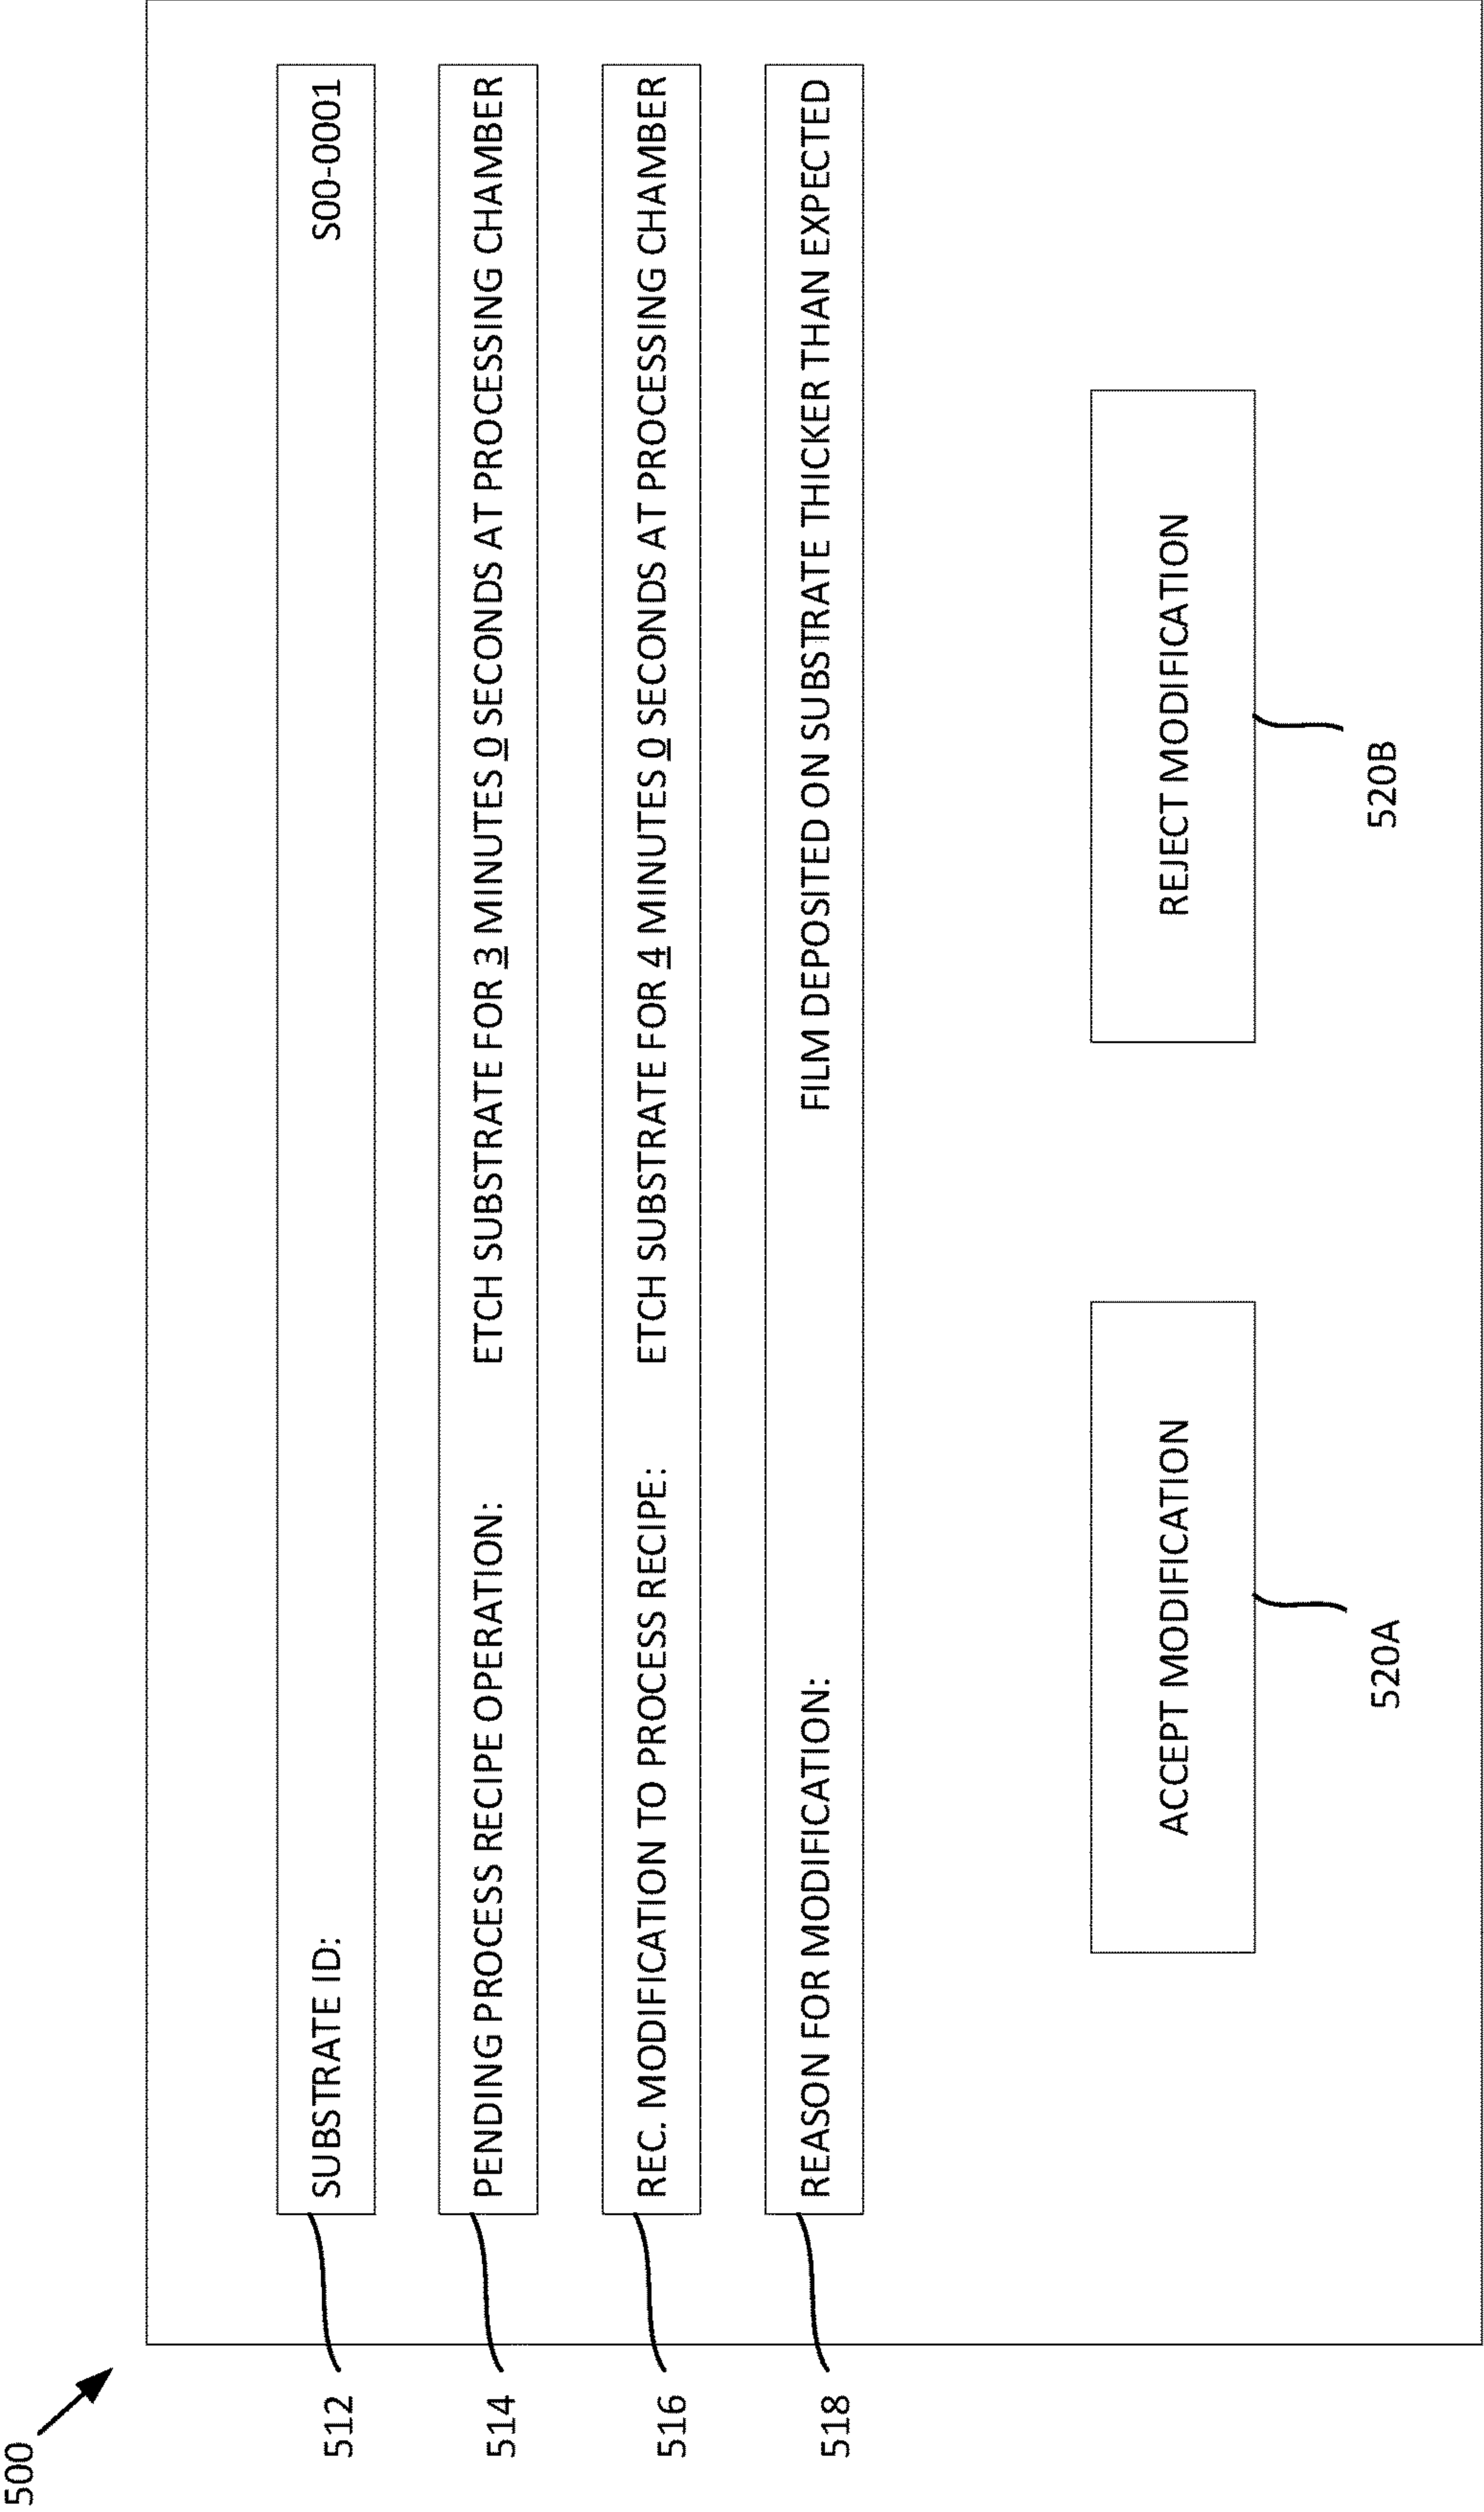 500
512
SUBSTRATE ID: S00-0001
514
PENDING PROCESS RECIPE OPERATION: ETCH SUBSTRATE FOR 3 MINUTES 0 SECONDS AT PROCESSING CHAMBER
516
REC. MODIFICATION TO PROCESS RECIPE: ETCH SUBSTRATE FOR 4 MINUTES 0 SECONDS AT PROCESSING CHAMBER
518
REASON FOR MODIFICATION: FILM DEPOSITED ON SUBSTRATE THICKER THAN EXPECTED
ACCEPT MODIFICATION
REJECT MODIFICATION
520A
520B